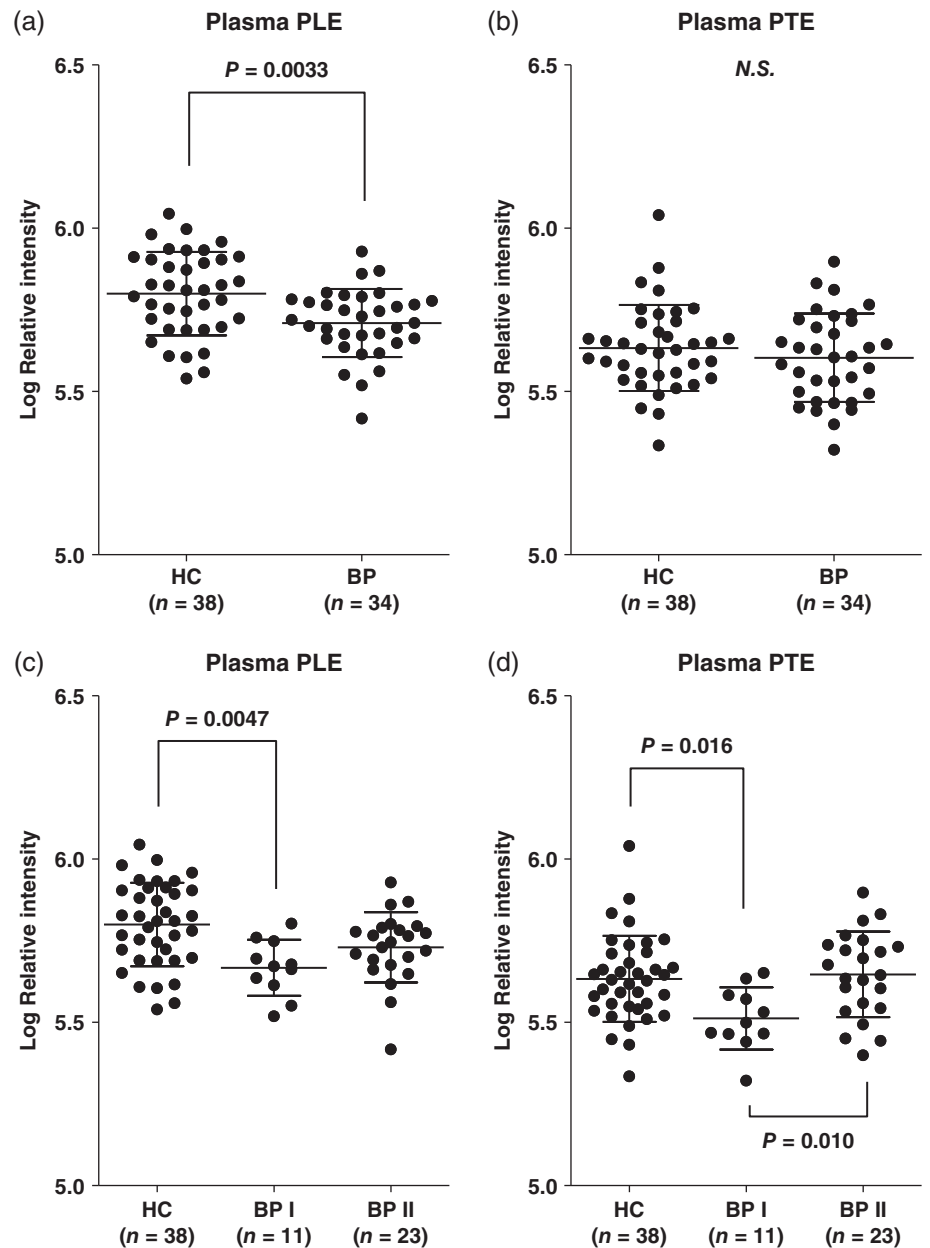 (a)
Plasma PLE
6.5
P = 0.0033
6.0
5.5
5.0
Log Relative intensity
HC
(n = 38)
BP
(n = 34)
(b)
Plasma PTE
6.5
N.S.
6.0
5.5
5.0
Log Relative intensity
HC
(n = 38)
BP
(n = 34)
(c)
Plasma PLE
6.5
P = 0.0047
6.0
5.5
5.0
Log Relative intensity
HC
(n = 38)
BP I
(n = 11)
BP II
(n = 23)
(d)
Plasma PTE
6.5
P = 0.016
6.0
5.5
P = 0.010
5.0
Log Relative intensity
HC
(n = 38)
BP I
(n = 11)
BP II
(n = 23)